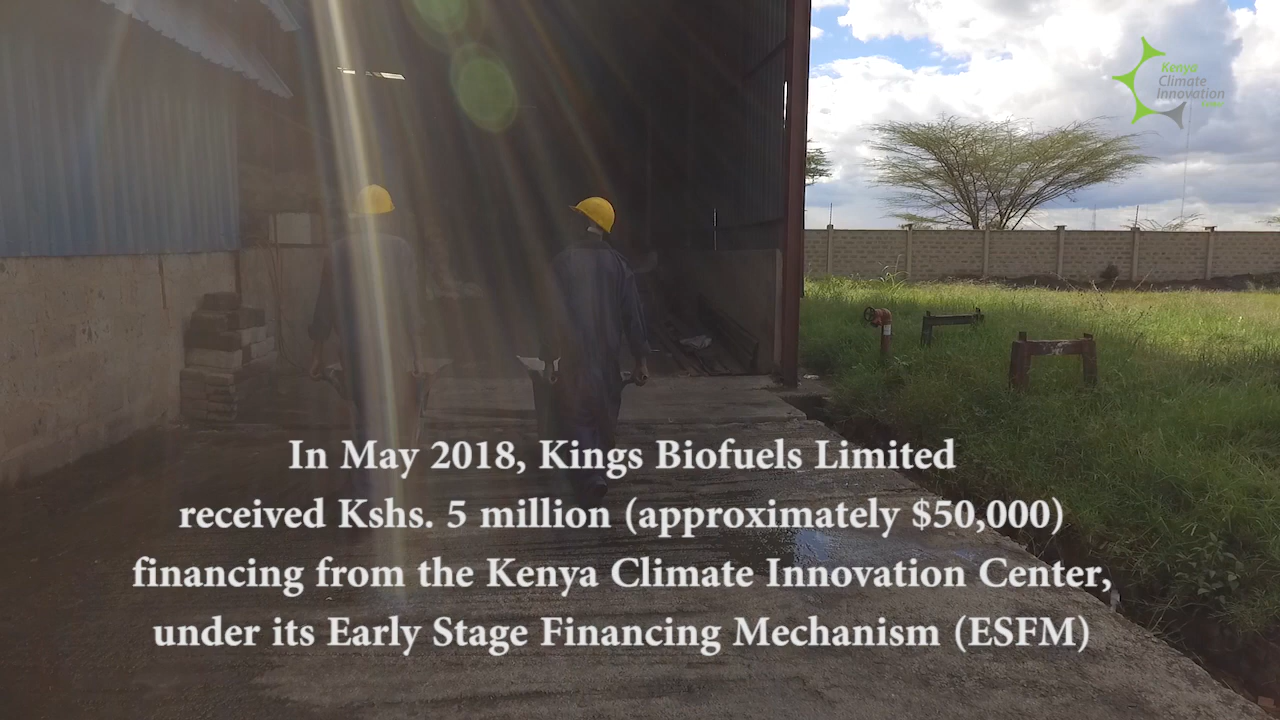 Kenya
Climate
Innovation
In May 2018, Kings Biofuels Limited
received Kshs. 5 million (approximately $50,000)
financing from the Kenya Climate Innovation Center,
under its Early Stage Financing Mechanism (ESFM)